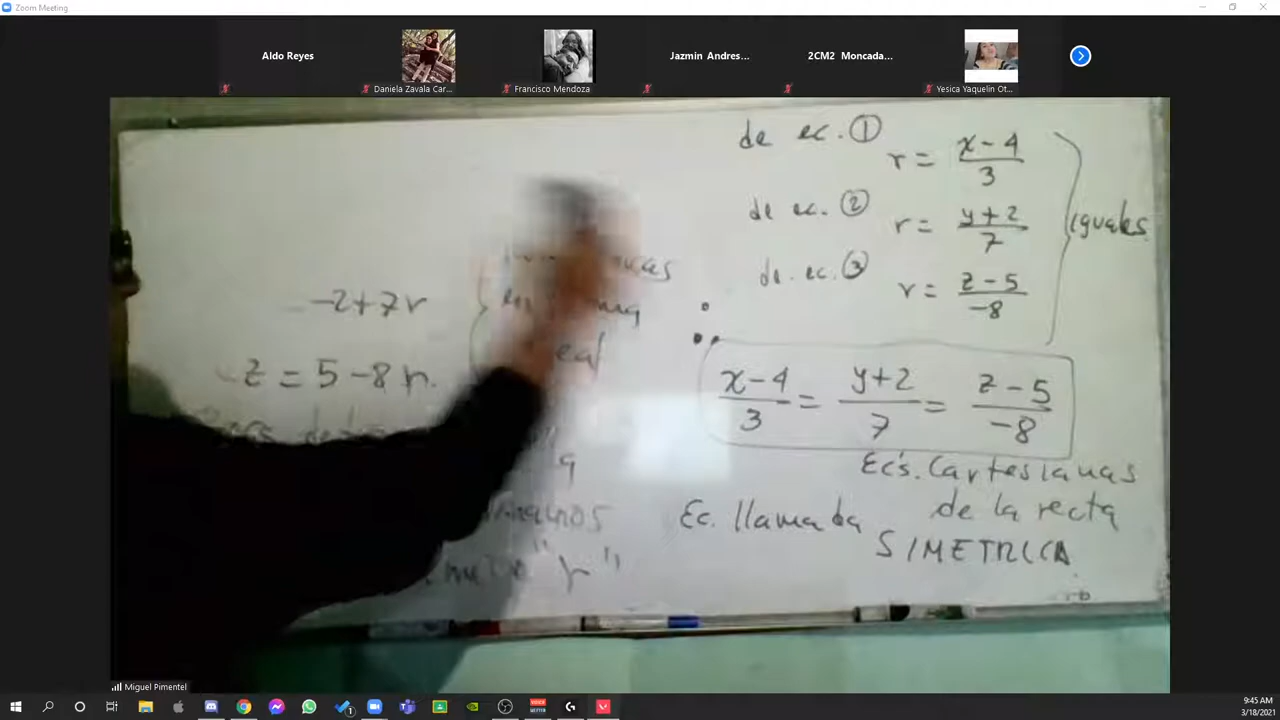 Zoom Meeting
Aldo Reyes
Daniela Zavala Car...
Francisco Mendoza
Jazmin Andres...
2CM2 Moncada...
Yesica Yaquelin Ot...
de ec. ① r = x-4/3
de ec. ② r = y+2/7
iguales
de. ec. ③ r = z-5/-8
-2+7r
z = 5-8r
x-4/3 = y+2/7 = z-5/-8
Ec's. Cartesianas
de la recta
Ec. llamada
SIMETRICA
"r"
Miguel Pimentel
9:45 AM
3/18/2021